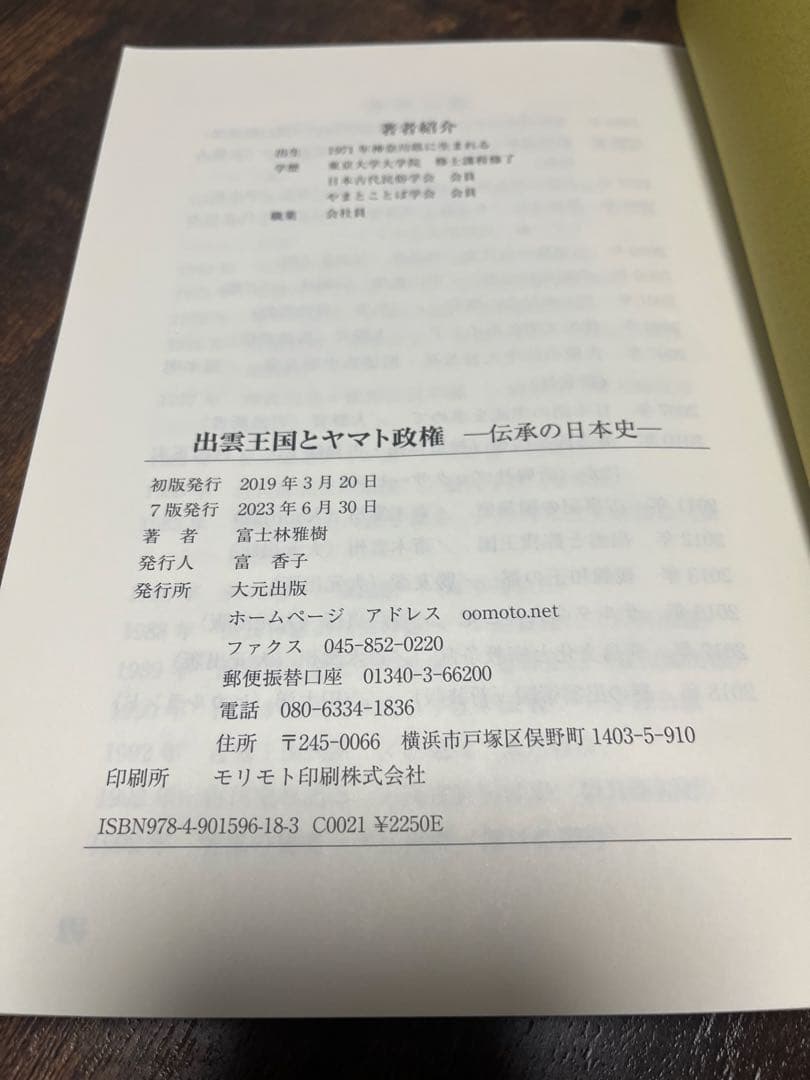 著者紹介
出生 1971年神奈川県に生まれる
学歴 東京大学大学院 修士課程修了
日本古代民俗学会 会員
やまとことば学会 会員
職業 会社員
出雲王国とヤマト政権 ―伝承の日本史―
初版発行 2019年3月20日
7版発行 2023年6月30日
著 者 富士林雅樹
発行人 富 香子
発行所 大元出版
ホームページ アドレス oomoto.net
ファクス 045-852-0220
郵便振替口座 01340-3-66200
電話 080-6334-1836
住所 〒245-0066 横浜市戸塚区俣野町1403-5-910
印刷所 モリモト印刷株式会社
ISBN978-4-901596-18-3 C0021 ¥2250E